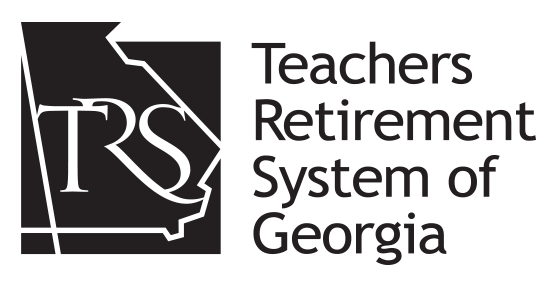 TRS
Teachers
Retirement
System of
Georgia